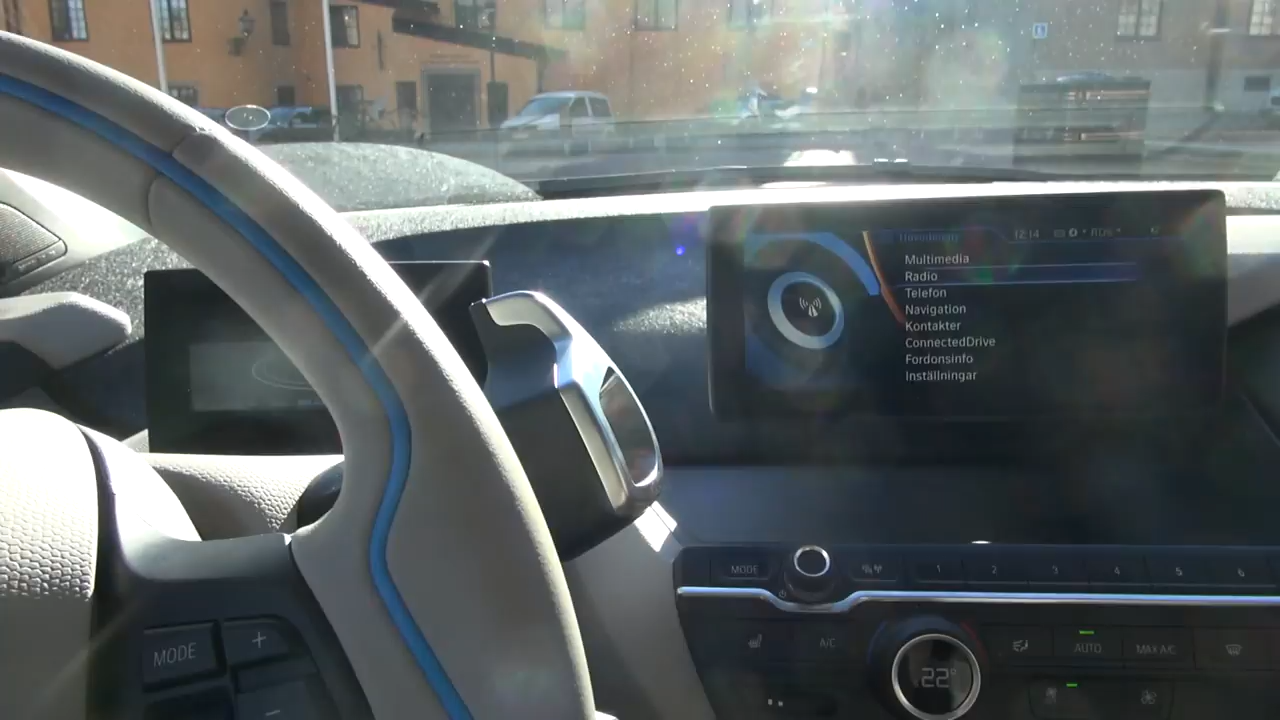 12:14 RDS
Multimedia
Radio
Telefon
Navigation
Kontakter
ConnectedDrive
Fordonsinfo
Inställningar
MODE 1 2 3 4 5 6
A/C AUTO MAX A/C
22°
MODE +
−